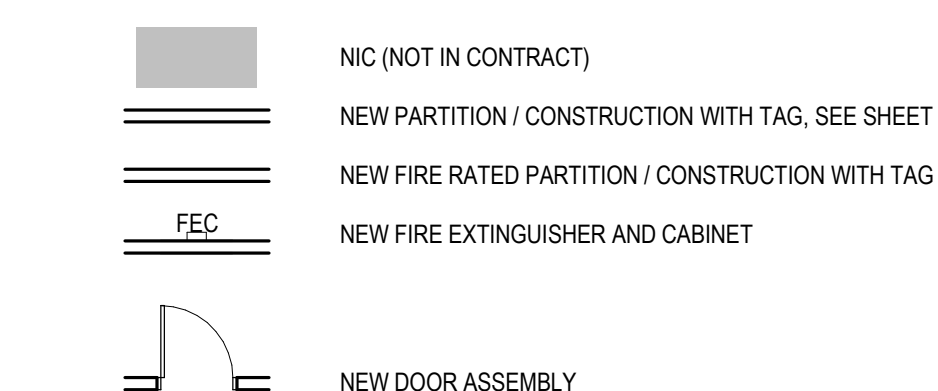 NIC (NOT IN CONTRACT)
NEW PARTITION / CONSTRUCTION WITH TAG, SEE SHEET
NEW FIRE RATED PARTITION / CONSTRUCTION WITH TAG
FEC
NEW FIRE EXTINGUISHER AND CABINET
NEW DOOR ASSEMBLY